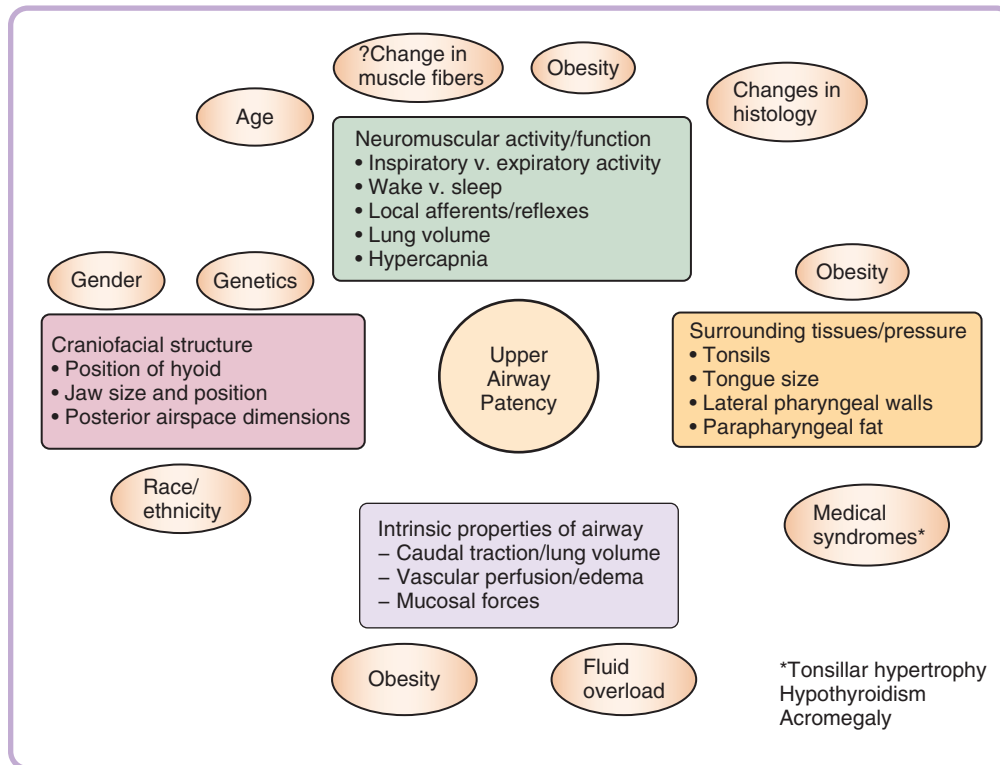 ?Change in
muscle fibers
Obesity
Changes in
histology
Age
Neuromuscular activity/function
• Inspiratory v. expiratory activity
• Wake v. sleep
• Local afferents/reflexes
• Lung volume
• Hypercapnia
Gender
Genetics
Obesity
Craniofacial structure
• Position of hyoid
• Jaw size and position
• Posterior airspace dimensions
Upper
Airway
Patency
Surrounding tissues/pressure
• Tonsils
• Tongue size
• Lateral pharyngeal walls
• Parapharyngeal fat
Race/
ethnicity
Intrinsic properties of airway
– Caudal traction/lung volume
– Vascular perfusion/edema
– Mucosal forces
Medical
syndromes*
Obesity
Fluid
overload
*Tonsillar hypertrophy
Hypothyroidism
Acromegaly